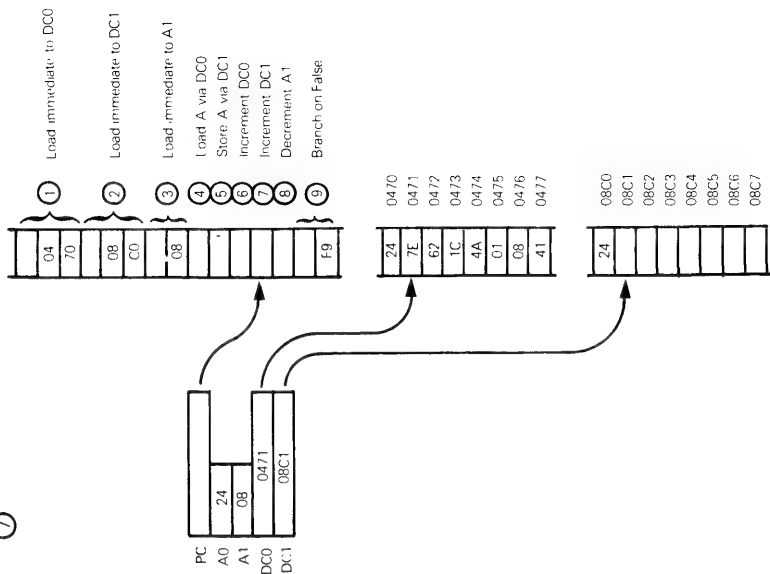 7
04
70
08
C0
08
F9
1 Load immediate to DC0
2 Load immediate to DC1
3 Load immediate to A1
4 Load A via DC0
5 Store A via DC1
6 Increment DC0
7 Increment DC1
8 Decrement A1
9 Branch on False
PC
A0 24
A1 08
DC0 0471
DC1 08C1
24 0470
7E 0471
62 0472
1C 0473
4A 0474
01 0475
08 0476
41 0477
24 08C0
08C1
08C2
08C3
08C4
08C5
08C6
08C7